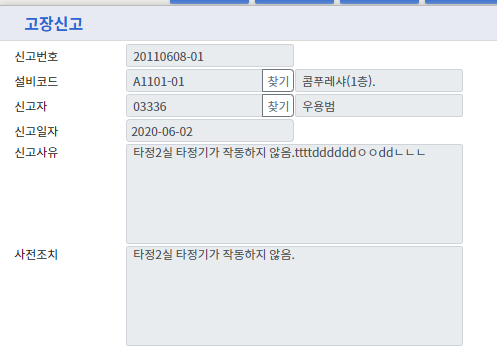 고장신고
신고번호 20110608-01
설비코드 A1101-01 찾기 콤푸레샤(1층).
신고자 03336 찾기 우용범
신고일자 2020-06-02
신고사유 타정2실 타정기가 작동하지 않음.ttttddddddㅇㅇddㄴㄴㄴ
사전조치 타정2실 타정기가 작동하지 않음.